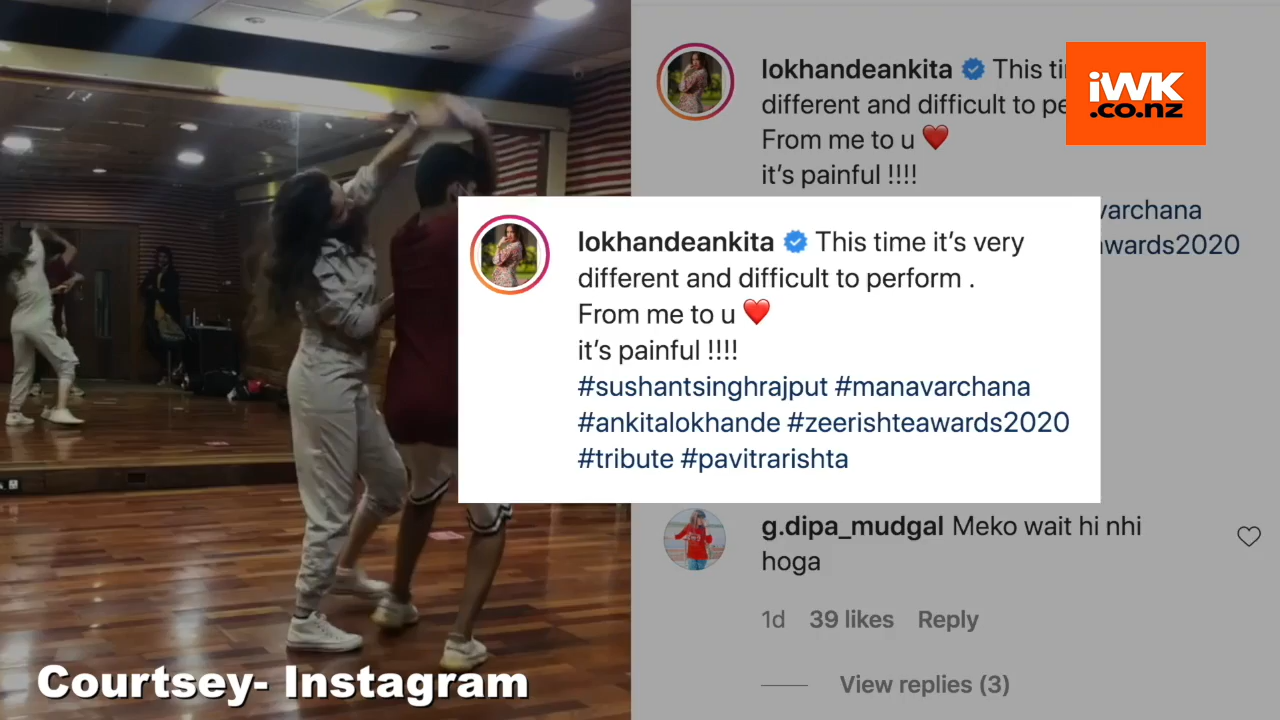 lokhandeankita This ti
different and difficult to pe
From me to u ❤️
it's painful !!!!
varchana
awards2020
iWK
.co.nz
lokhandeankita This time it's very
different and difficult to perform .
From me to u ❤️
it's painful !!!!
#sushantsinghrajput #manavarchana
#ankitalokhande #zeerishteawards2020
#tribute #pavitrarishta
g.dipa_mudgal Meko wait hi nhi
hoga
1d 39 likes Reply
View replies (3)
Courtsey- Instagram